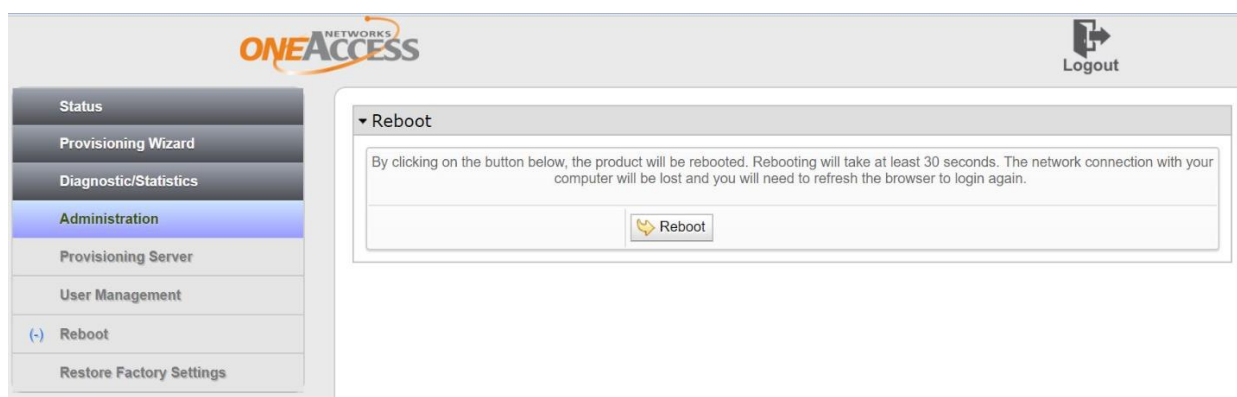 NETWORKS
ONEACCESS
Logout
Status
Provisioning Wizard
Diagnostic/Statistics
Administration
Provisioning Server
User Management
(-) Reboot
Restore Factory Settings
Reboot
By clicking on the button below, the product will be rebooted. Rebooting will take at least 30 seconds. The network connection with your
computer will be lost and you will need to refresh the browser to login again.
Reboot